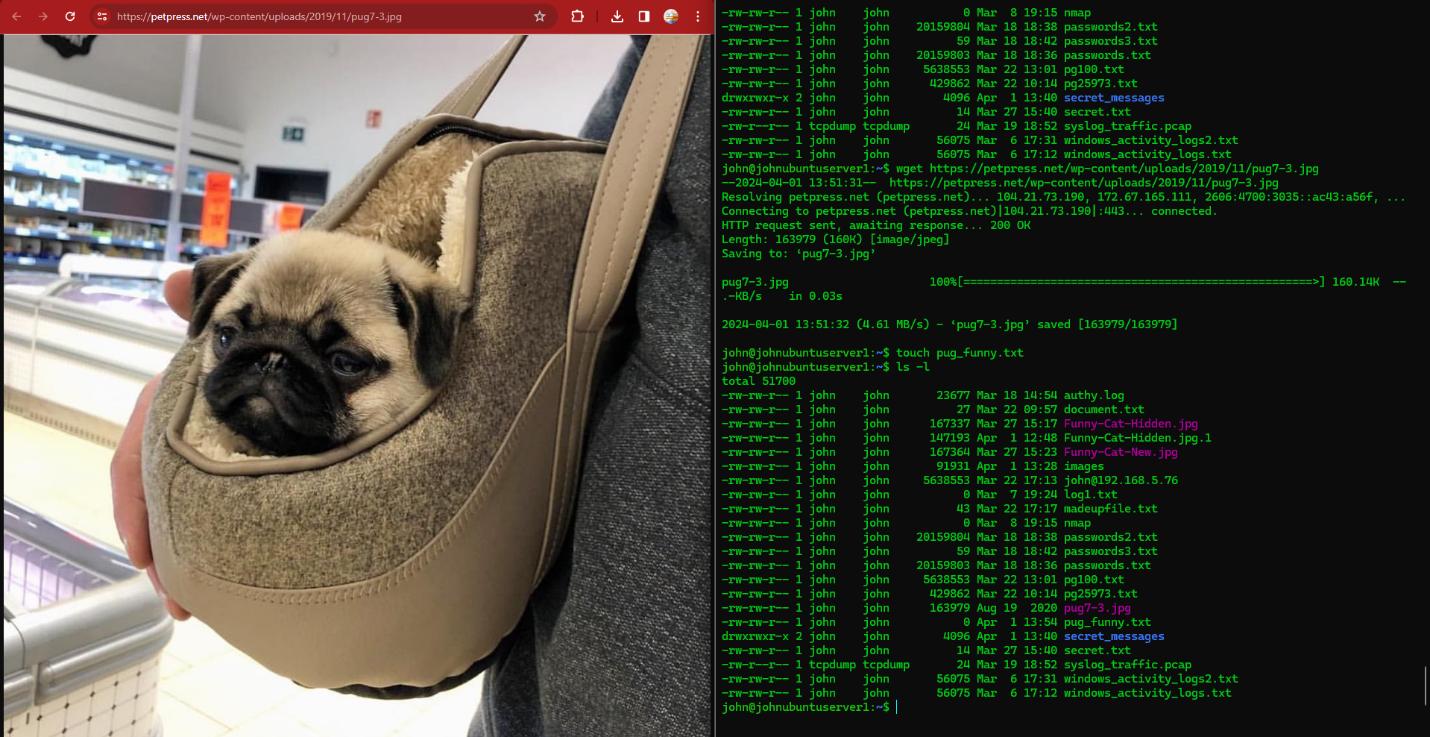 https://petpress.net/wp-content/uploads/2019/11/pug7-3.jpg
-rw-rw-r-- 1 john    john           0 Mar  8 19:15 nmap
-rw-rw-r-- 1 john    john    20159804 Mar 18 18:38 passwords2.txt
-rw-rw-r-- 1 john    john          59 Mar 18 18:42 passwords3.txt
-rw-rw-r-- 1 john    john    20159803 Mar 18 18:36 passwords.txt
-rw-rw-r-- 1 john    john     5638553 Mar 22 13:01 pg100.txt
-rw-rw-r-- 1 john    john      429862 Mar 22 10:14 pg25973.txt
drwxrwxr-x 2 john    john        4096 Apr  1 13:40 secret_messages
-rw-rw-r-- 1 john    john          14 Mar 27 15:40 secret.txt
-rw-r--r-- 1 tcpdump tcpdump       24 Mar 19 18:52 syslog_traffic.pcap
-rw-rw-r-- 1 john    john       56075 Mar  6 17:31 windows_activity_logs2.txt
-rw-rw-r-- 1 john    john       56075 Mar  6 17:12 windows_activity_logs.txt
john@johnubuntuserver1:~$ wget https://petpress.net/wp-content/uploads/2019/11/pug7-3.jpg
--2024-04-01 13:51:31--  https://petpress.net/wp-content/uploads/2019/11/pug7-3.jpg
Resolving petpress.net (petpress.net)... 104.21.73.190, 172.67.165.111, 2606:4700:3035::ac43:a56f, ...
Connecting to petpress.net (petpress.net)|104.21.73.190|:443... connected.
HTTP request sent, awaiting response... 200 OK
Length: 163979 (160K) [image/jpeg]
Saving to: ‘pug7-3.jpg’
pug7-3.jpg                     100%[====================================================>] 160.14K  --
.-KB/s    in 0.03s
2024-04-01 13:51:32 (4.61 MB/s) - ‘pug7-3.jpg’ saved [163979/163979]
john@johnubuntuserver1:~$ touch pug_funny.txt
john@johnubuntuserver1:~$ ls -l
total 51700
-rw-rw-r-- 1 john    john       23677 Mar 18 14:54 authy.log
-rw-rw-r-- 1 john    john          27 Mar 22 09:57 document.txt
-rw-rw-r-- 1 john    john      167337 Mar 27 15:17 Funny-Cat-Hidden.jpg
-rw-rw-r-- 1 john    john      147193 Apr  1 12:48 Funny-Cat-Hidden.jpg.1
-rw-rw-r-- 1 john    john      167364 Mar 27 15:23 Funny-Cat-New.jpg
-rw-rw-r-- 1 john    john       91931 Apr  1 13:28 images
-rw-rw-r-- 1 john    john     5638553 Mar 22 17:13 john@192.168.5.76
-rw-rw-r-- 1 john    john           0 Mar  7 19:24 log1.txt
-rw-rw-r-- 1 john    john          43 Mar 22 17:17 madeupfile.txt
-rw-rw-r-- 1 john    john           0 Mar  8 19:15 nmap
-rw-rw-r-- 1 john    john    20159804 Mar 18 18:38 passwords2.txt
-rw-rw-r-- 1 john    john          59 Mar 18 18:42 passwords3.txt
-rw-rw-r-- 1 john    john    20159803 Mar 18 18:36 passwords.txt
-rw-rw-r-- 1 john    john     5638553 Mar 22 13:01 pg100.txt
-rw-rw-r-- 1 john    john      429862 Mar 22 10:14 pg25973.txt
-rw-rw-r-- 1 john    john      163979 Aug 19  2020 pug7-3.jpg
-rw-rw-r-- 1 john    john           0 Apr  1 13:54 pug_funny.txt
drwxrwxr-x 2 john    john        4096 Apr  1 13:40 secret_messages
-rw-rw-r-- 1 john    john          14 Mar 27 15:40 secret.txt
-rw-r--r-- 1 tcpdump tcpdump       24 Mar 19 18:52 syslog_traffic.pcap
-rw-rw-r-- 1 john    john       56075 Mar  6 17:31 windows_activity_logs2.txt
-rw-rw-r-- 1 john    john       56075 Mar  6 17:12 windows_activity_logs.txt
john@johnubuntuserver1:~$